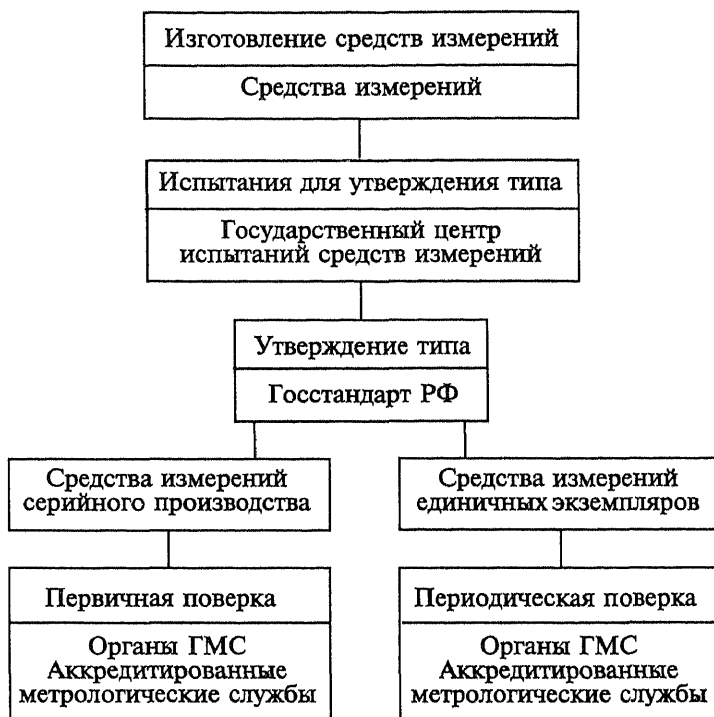 Изготовление средств измерений
Средства измерений
Испытания для утверждения типа
Государственный центр
испытаний средств измерений
Утверждение типа
Госстандарт РФ
Средства измерений
серийного производства
Средства измерений
единичных экземпляров
Первичная поверка
Органы ГМС
Аккредитированные
метрологические службы
Периодическая поверка
Органы ГМС
Аккредитированные
метрологические службы